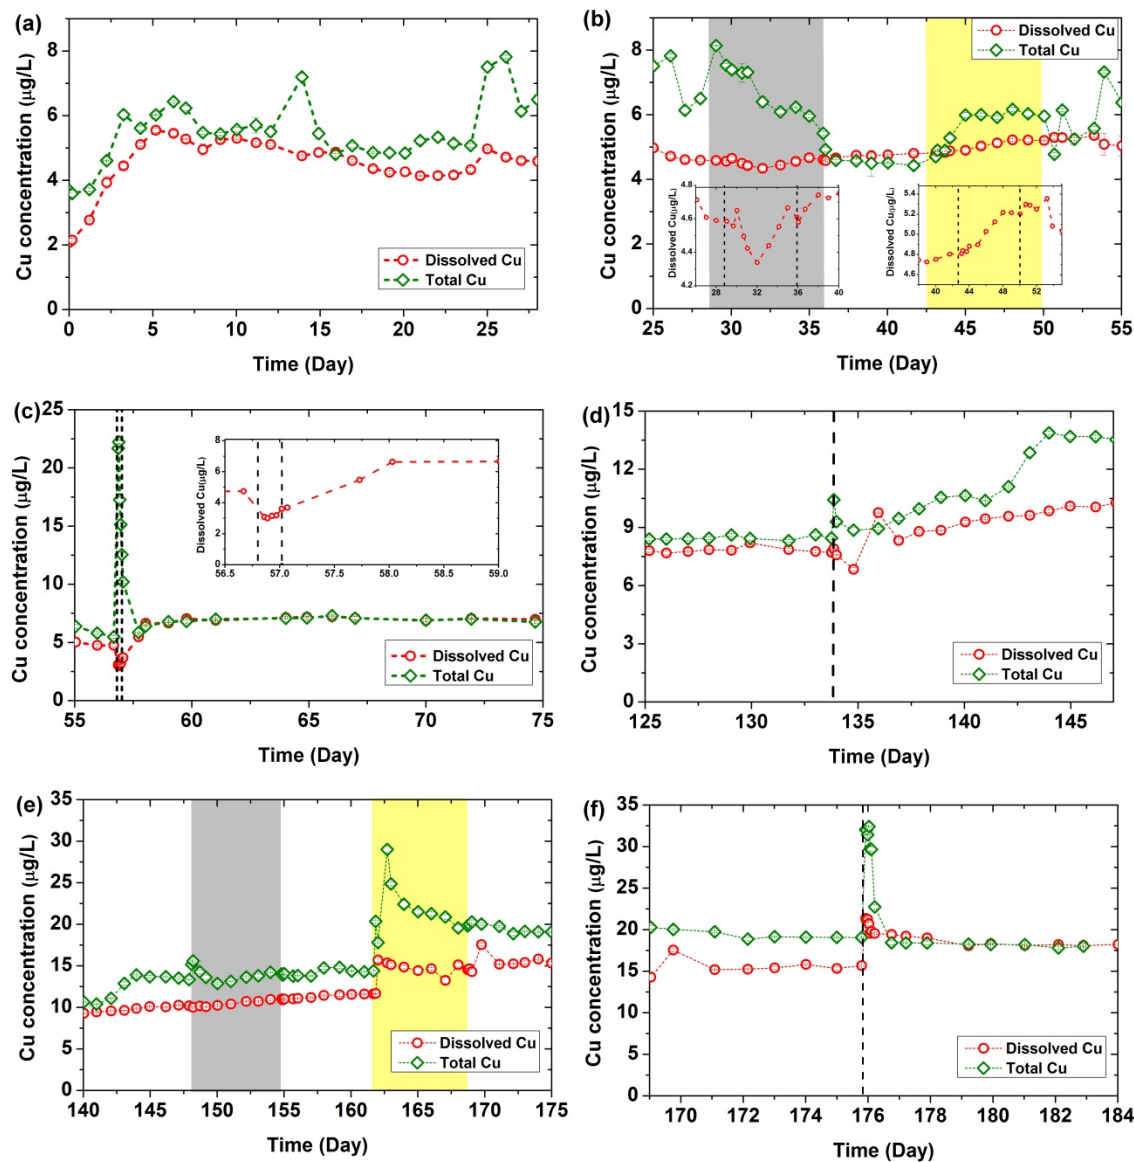 (a)
Cu concentration (µg/L)
8
6
4
2
0
0 5 10 15 20 25
Time (Day)
Dissolved Cu
Total Cu
(b)
Cu concentration (µg/L)
8
6
4
2
0
25 30 35 40 45 50 55
Time (Day)
Dissolved Cu
Total Cu
Dissolved Cu(µg/L)
4.8
4.6
4.4
4.2
28 32 36 40
Dissolved Cu(µg/L)
5.4
5.2
5.0
4.8
4.6
40 44 48 52
(c)
Cu concentration (µg/L)
25
20
15
10
5
0
55 60 65 70 75
Time (Day)
Dissolved Cu
Total Cu
Dissolved Cu(µg/L)
8
6
4
2
0
56.5 57.0 57.5 58.0 58.5 59.0
(d)
Cu concentration (µg/L)
15
12
9
6
3
0
125 130 135 140 145
Time (Day)
Dissolved Cu
Total Cu
(e)
Cu concentration (µg/L)
35
30
25
20
15
10
5
0
140 145 150 155 160 165 170 175
Time (Day)
Dissolved Cu
Total Cu
(f)
Cu concentration (µg/L)
35
30
25
20
15
10
5
0
170 172 174 176 178 180 182 184
Time (Day)
Dissolved Cu
Total Cu